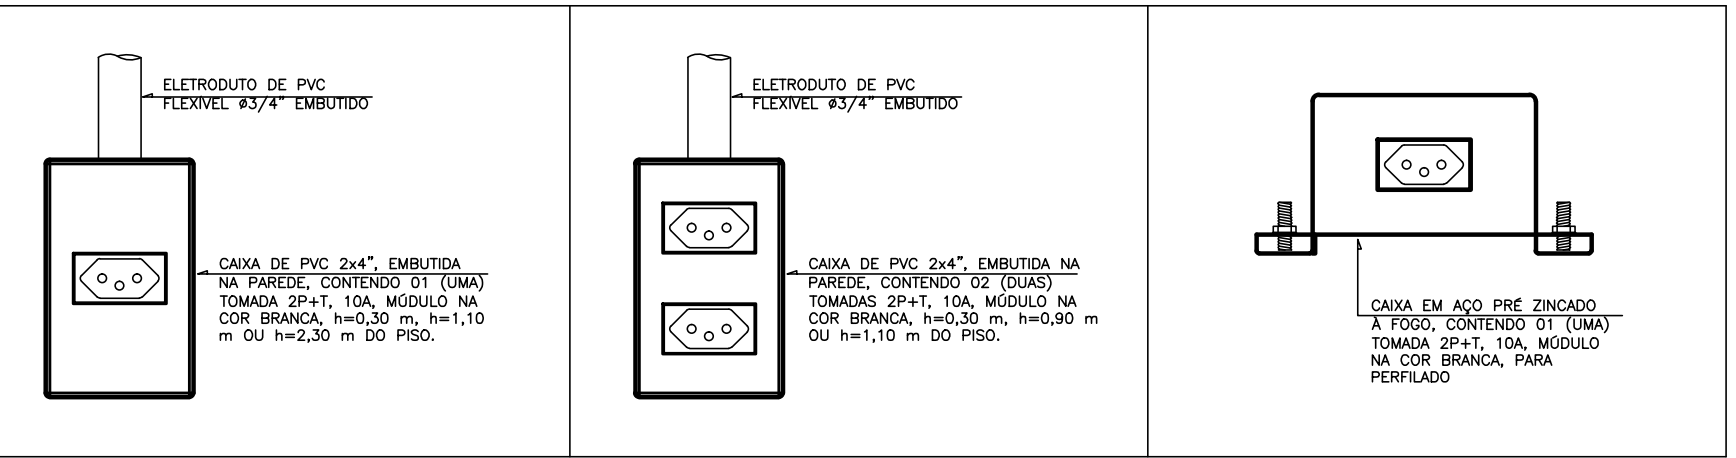 ELETRODUTO DE PVC
FLEXÍVEL ø3/4" EMBUTIDO
CAIXA DE PVC 2x4", EMBUTIDA
NA PAREDE, CONTENDO 01 (UMA)
TOMADA 2P+T, 10A, MÓDULO NA
COR BRANCA, h=0,30 m, h=1,10
m OU h=2,30 m DO PISO.
ELETRODUTO DE PVC
FLEXÍVEL ø3/4" EMBUTIDO
CAIXA DE PVC 2x4", EMBUTIDA NA
PAREDE, CONTENDO 02 (DUAS)
TOMADAS 2P+T, 10A, MÓDULO NA
COR BRANCA, h=0,30 m, h=0,90 m
OU h=1,10 m DO PISO.
CAIXA EM AÇO PRÉ ZINCADO
À FOGO, CONTENDO 01 (UMA)
TOMADA 2P+T, 10A, MÓDULO
NA COR BRANCA, PARA
PERFILADO